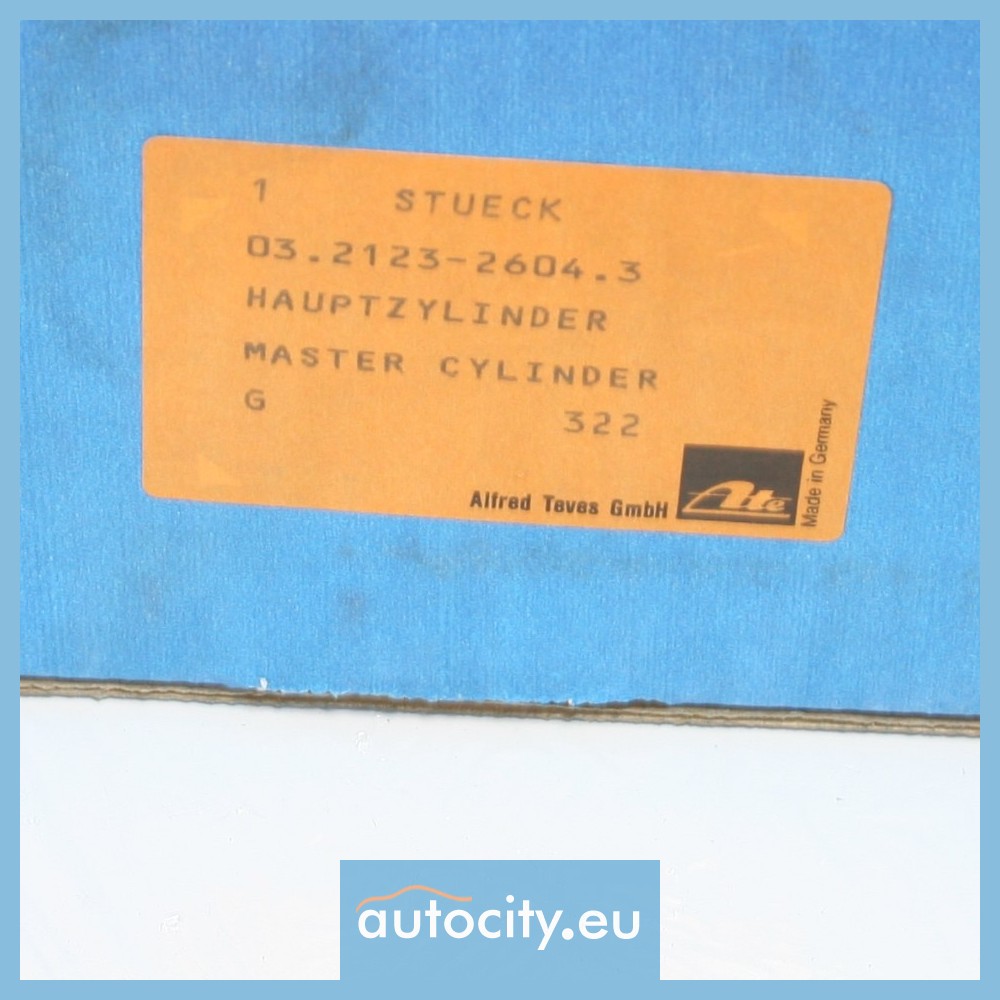 1 STUECK
03.2123-2604.3
HAUPTZYLINDER
MASTER CYLINDER
G 322
Alfred Teves GmbH
Ate
Made in Germany
autocity.eu